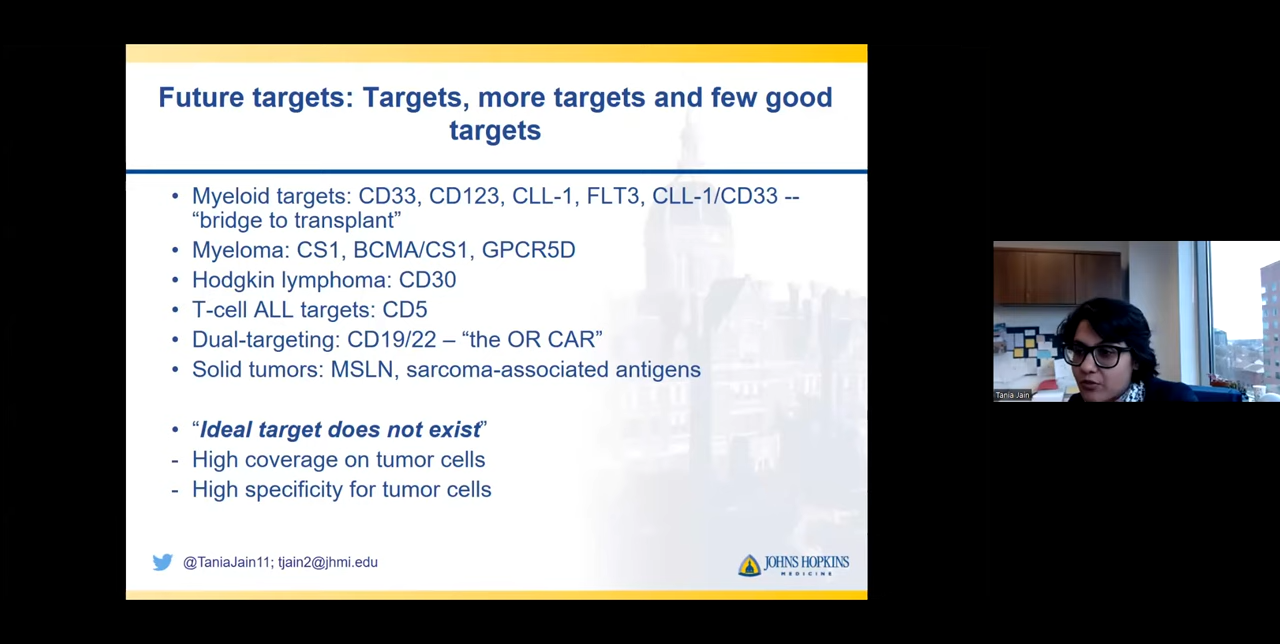 Future targets: Targets, more targets and few good
targets
• Myeloid targets: CD33, CD123, CLL-1, FLT3, CLL-1/CD33 --
“bridge to transplant”
• Myeloma: CS1, BCMA/CS1, GPCR5D
• Hodgkin lymphoma: CD30
• T-cell ALL targets: CD5
• Dual-targeting: CD19/22 – “the OR CAR”
• Solid tumors: MSLN, sarcoma-associated antigens
• “Ideal target does not exist”
- High coverage on tumor cells
- High specificity for tumor cells
@TaniaJain11; tjain2@jhmi.edu
JOHNS HOPKINS
MEDICINE
Tania Jain